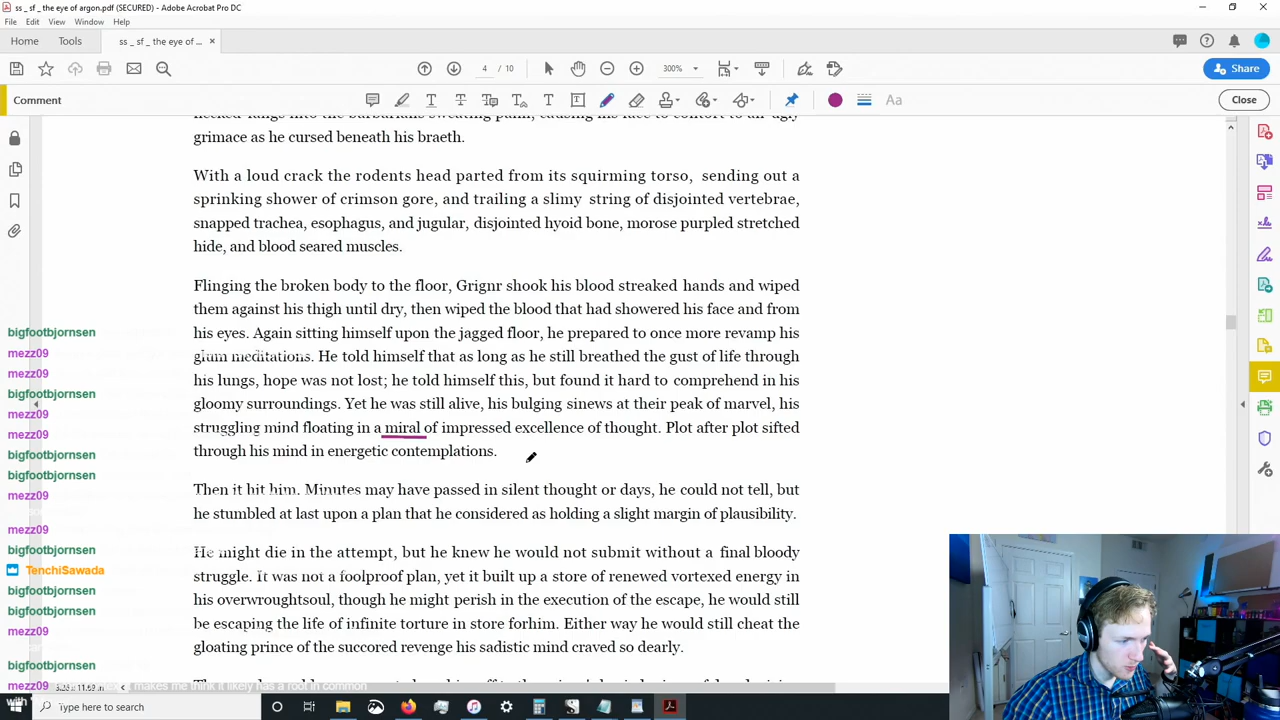 ss _ sf _ the eye of argon.pdf (SECURED) - Adobe Acrobat Pro DC
File Edit View Window Help
Home Tools ss _ sf _ the eye of ... ×
4 / 10 300% Share
Comment Aa Close
grimace as he cursed beneath his braeth.
With a loud crack the rodents head parted from its squirming torso, sending out a
sprinking shower of crimson gore, and trailing a slimy string of disjointed vertebrae,
snapped trachea, esophagus, and jugular, disjointed hyoid bone, morose purpled stretched
hide, and blood seared muscles.
Flinging the broken body to the floor, Grignr shook his blood streaked hands and wiped
them against his thigh until dry, then wiped the blood that had showered his face and from
his eyes. Again sitting himself upon the jagged floor, he prepared to once more revamp his
glum meditations. He told himself that as long as he still breathed the gust of life through
his lungs, hope was not lost; he told himself this, but found it hard to comprehend in his
gloomy surroundings. Yet he was still alive, his bulging sinews at their peak of marvel, his
struggling mind floating in a miral of impressed excellence of thought. Plot after plot sifted
through his mind in energetic contemplations.
Then it hit him. Minutes may have passed in silent thought or days, he could not tell, but
he stumbled at last upon a plan that he considered as holding a slight margin of plausibility.
He might die in the attempt, but he knew he would not submit without a final bloody
struggle. It was not a foolproof plan, yet it built up a store of renewed vortexed energy in
his overwroughtsoul, though he might perish in the execution of the escape, he would still
be escaping the life of infinite torture in store for him. Either way he would still cheat the
gloating prince of the succored revenge his sadistic mind craved so dearly.
bigfootbjornsen
mezz09
mezz09
bigfootbjornsen
mezz09
mezz09
bigfootbjornsen
bigfootbjornsen
mezz09
mezz09
bigfootbjornsen
TenchiSawada
bigfootbjornsen
bigfootbjornsen
mezz09
bigfootbjornsen
mezz09 makes me think it likely has a root in common
with
Type here to search